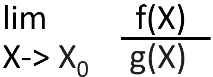 lim f(X)
X-> X₀ g(X)